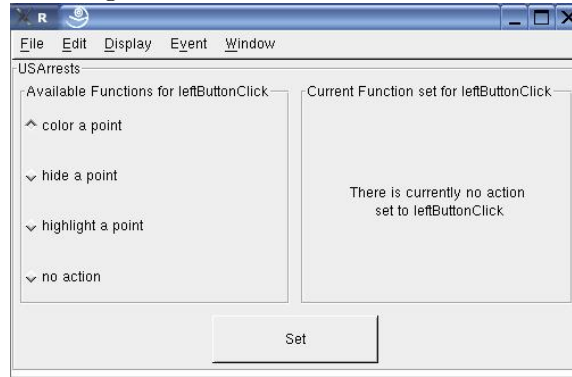 R
File Edit Display Event Window
USArrests
Available Functions for leftButtonClick
Current Function set for leftButtonClick
color a point
hide a point
highlight a point
no action
There is currently no action
set to leftButtonClick
Set